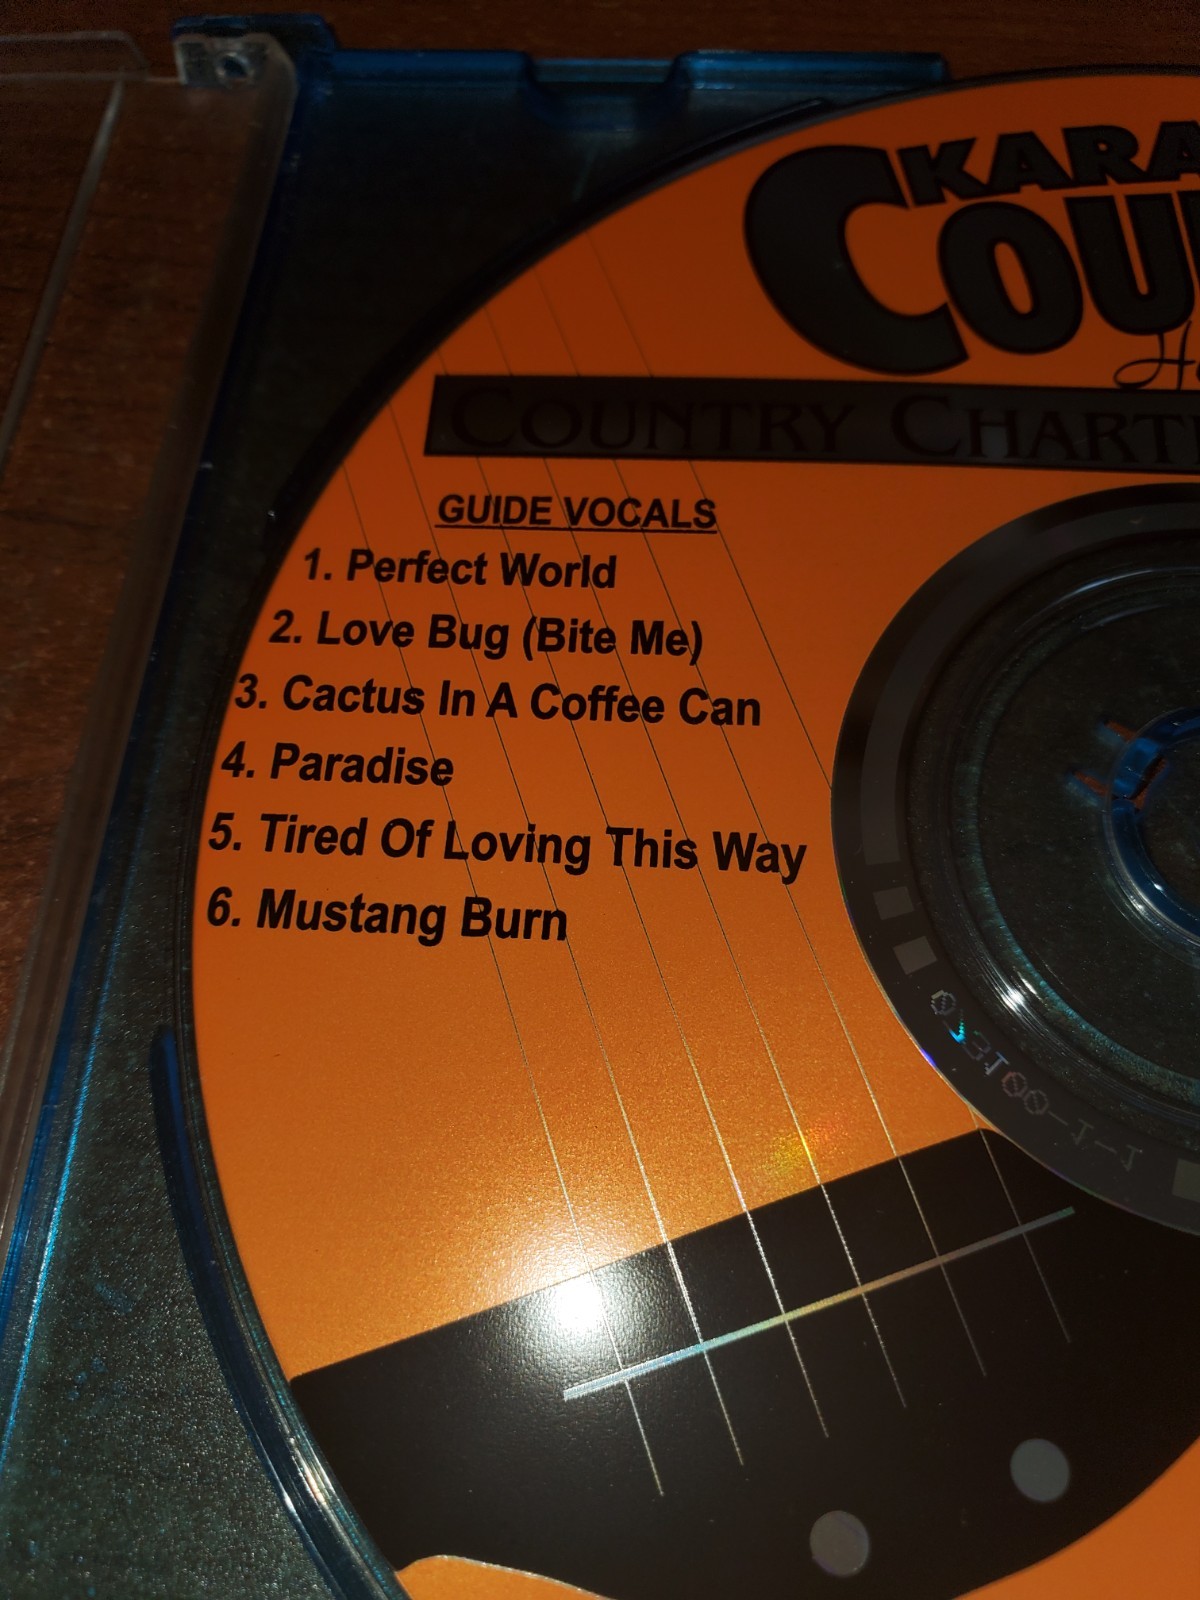 KARA
COU
COUNTRY CHART
GUIDE VOCALS
1. Perfect World
2. Love Bug (Bite Me)
3. Cactus In A Coffee Can
4. Paradise
5. Tired Of Loving This Way
6. Mustang Burn